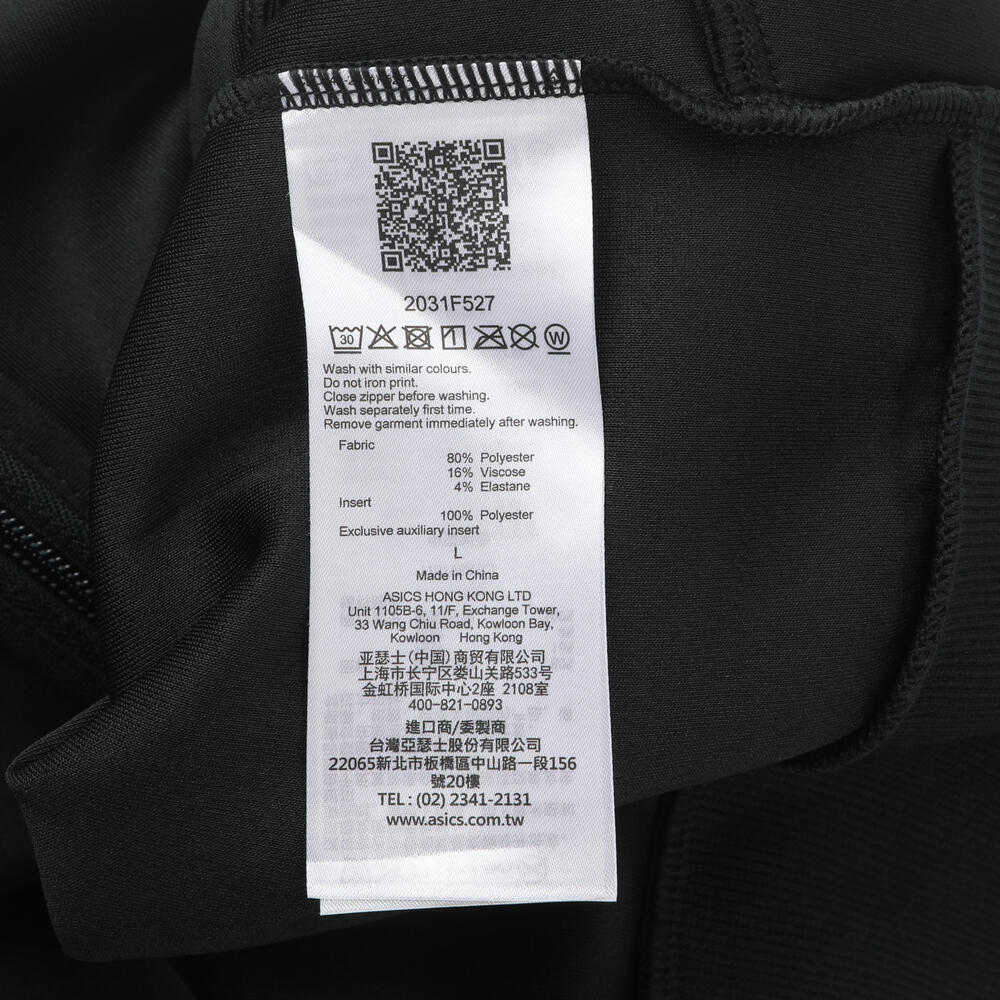 2031F527
30 W
Wash with similar colours.
Do not iron print.
Close zipper before washing.
Wash separately first time.
Remove garment immediately after washing.
Fabric
80% Polyester
16% Viscose
4% Elastane
Insert
100% Polyester
Exclusive auxiliary insert
L
Made in China
ASICS HONG KONG LTD
Unit 1105B-6, 11/F, Exchange Tower,
33 Wang Chiu Road, Kowloon Bay,
Kowloon Hong Kong
亚瑟士(中国)商贸有限公司
上海市长宁区娄山关路533号
金虹桥国际中心2座 2108室
400-821-0893
進口商/委製商
台灣亞瑟士股份有限公司
22065新北市板橋區中山路一段156
號20樓
TEL : (02) 2341-2131
www.asics.com.tw